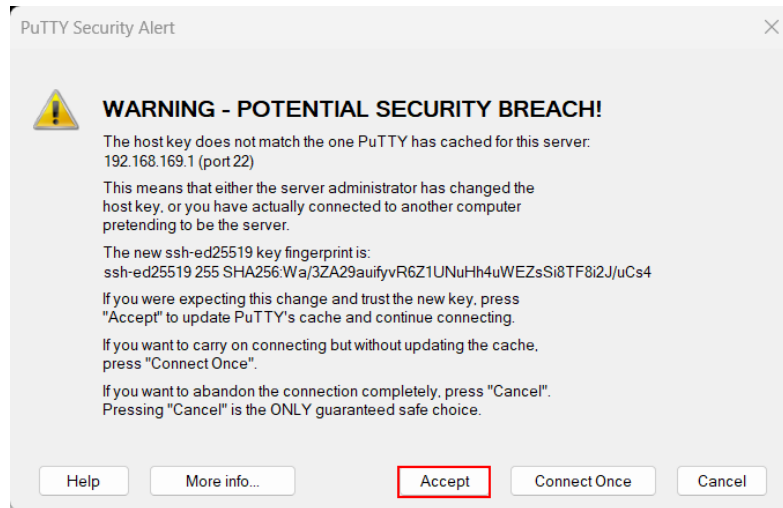 PuTTY Security Alert
WARNING - POTENTIAL SECURITY BREACH!
The host key does not match the one PuTTY has cached for this server:
192.168.169.1 (port 22)
This means that either the server administrator has changed the
host key, or you have actually connected to another computer
pretending to be the server.
The new ssh-ed25519 key fingerprint is:
ssh-ed25519 255 SHA256:Wa/3ZA29auifyvR6Z1UNuHh4uWEZsSi8TF8i2J/uCs4
If you were expecting this change and trust the new key, press
"Accept" to update PuTTY's cache and continue connecting.
If you want to carry on connecting but without updating the cache,
press "Connect Once".
If you want to abandon the connection completely, press "Cancel".
Pressing "Cancel" is the ONLY guaranteed safe choice.
Help More info... Accept Connect Once Cancel